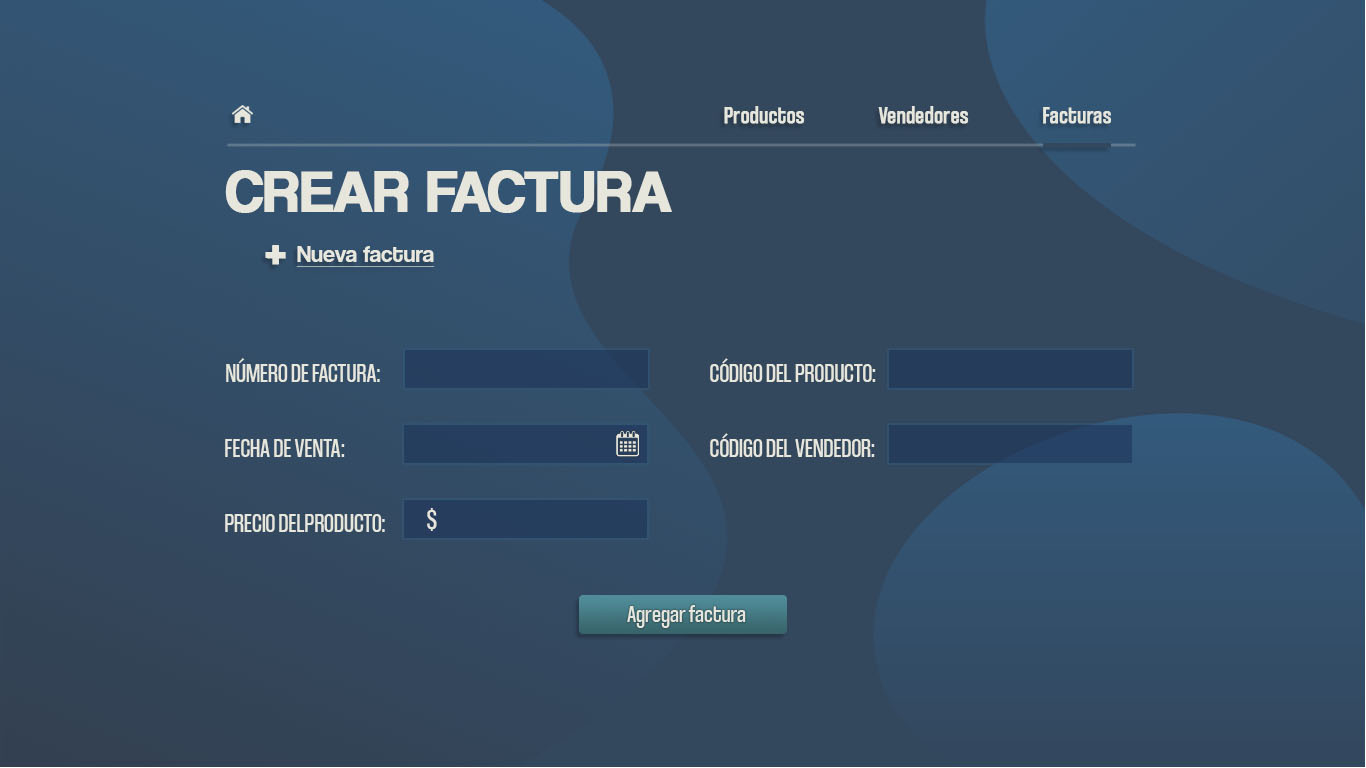 Productos Vendedores Facturas
CREAR FACTURA
Nueva factura
NÚMERO DE FACTURA: CÓDIGO DEL PRODUCTO:
FECHA DE VENTA: CÓDIGO DEL VENDEDOR:
PRECIO DELPRODUCTO: $
Agregar factura